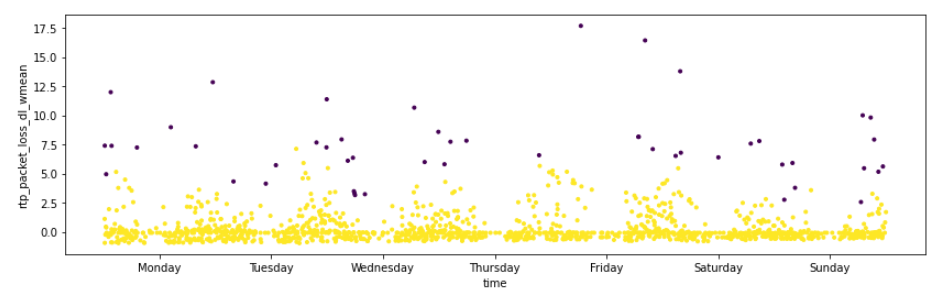 17.5
15.0
12.5
10.0
7.5
5.0
2.5
0.0
rtp_packet_loss_dl_wmean
Monday Tuesday Wednesday Thursday Friday Saturday Sunday
time